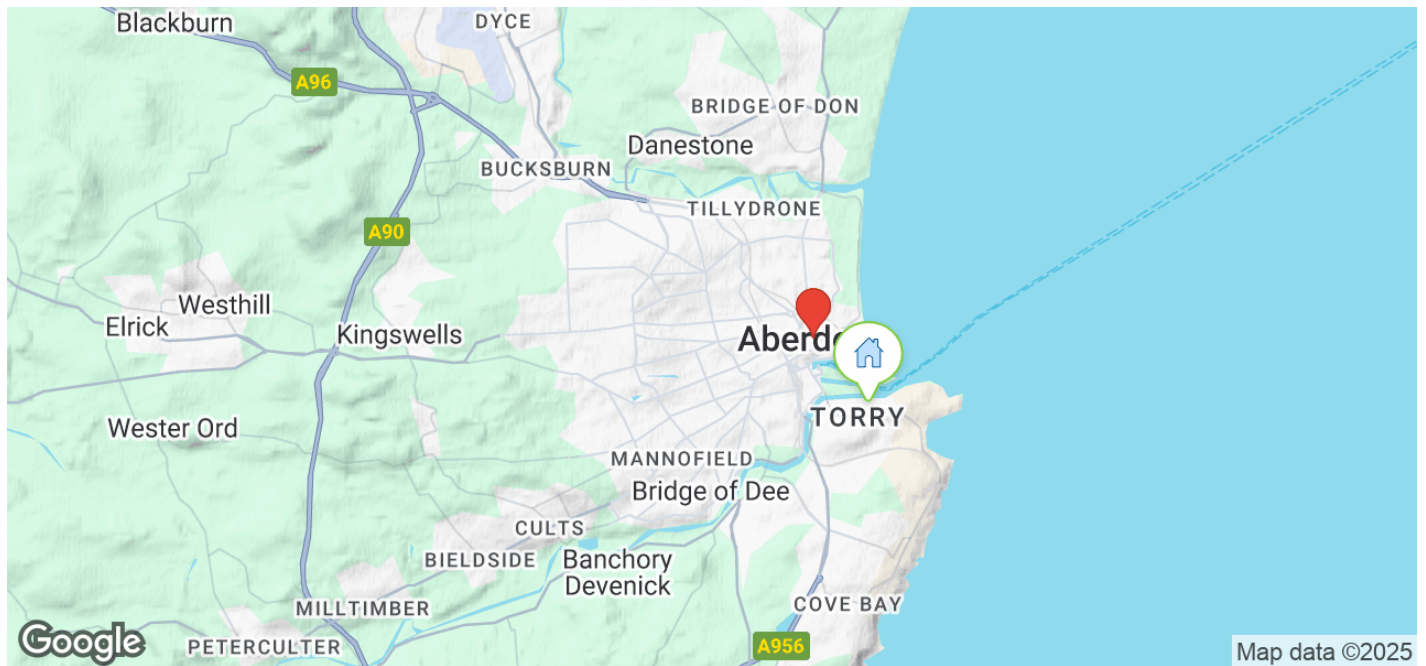 Blackburn
DYCE
A96
BRIDGE OF DON
Danestone
BUCKSBURN
TILLYDRONE
A90
Westhill
Elrick
Kingswells
TORRY
Wester Ord
MANNOFIELD
Bridge of Dee
CULTS
BIELDSIDE
Banchory
Devenick
MILLTIMBER
COVE BAY
PETERCULTER
A956
Google
Map data ©2025